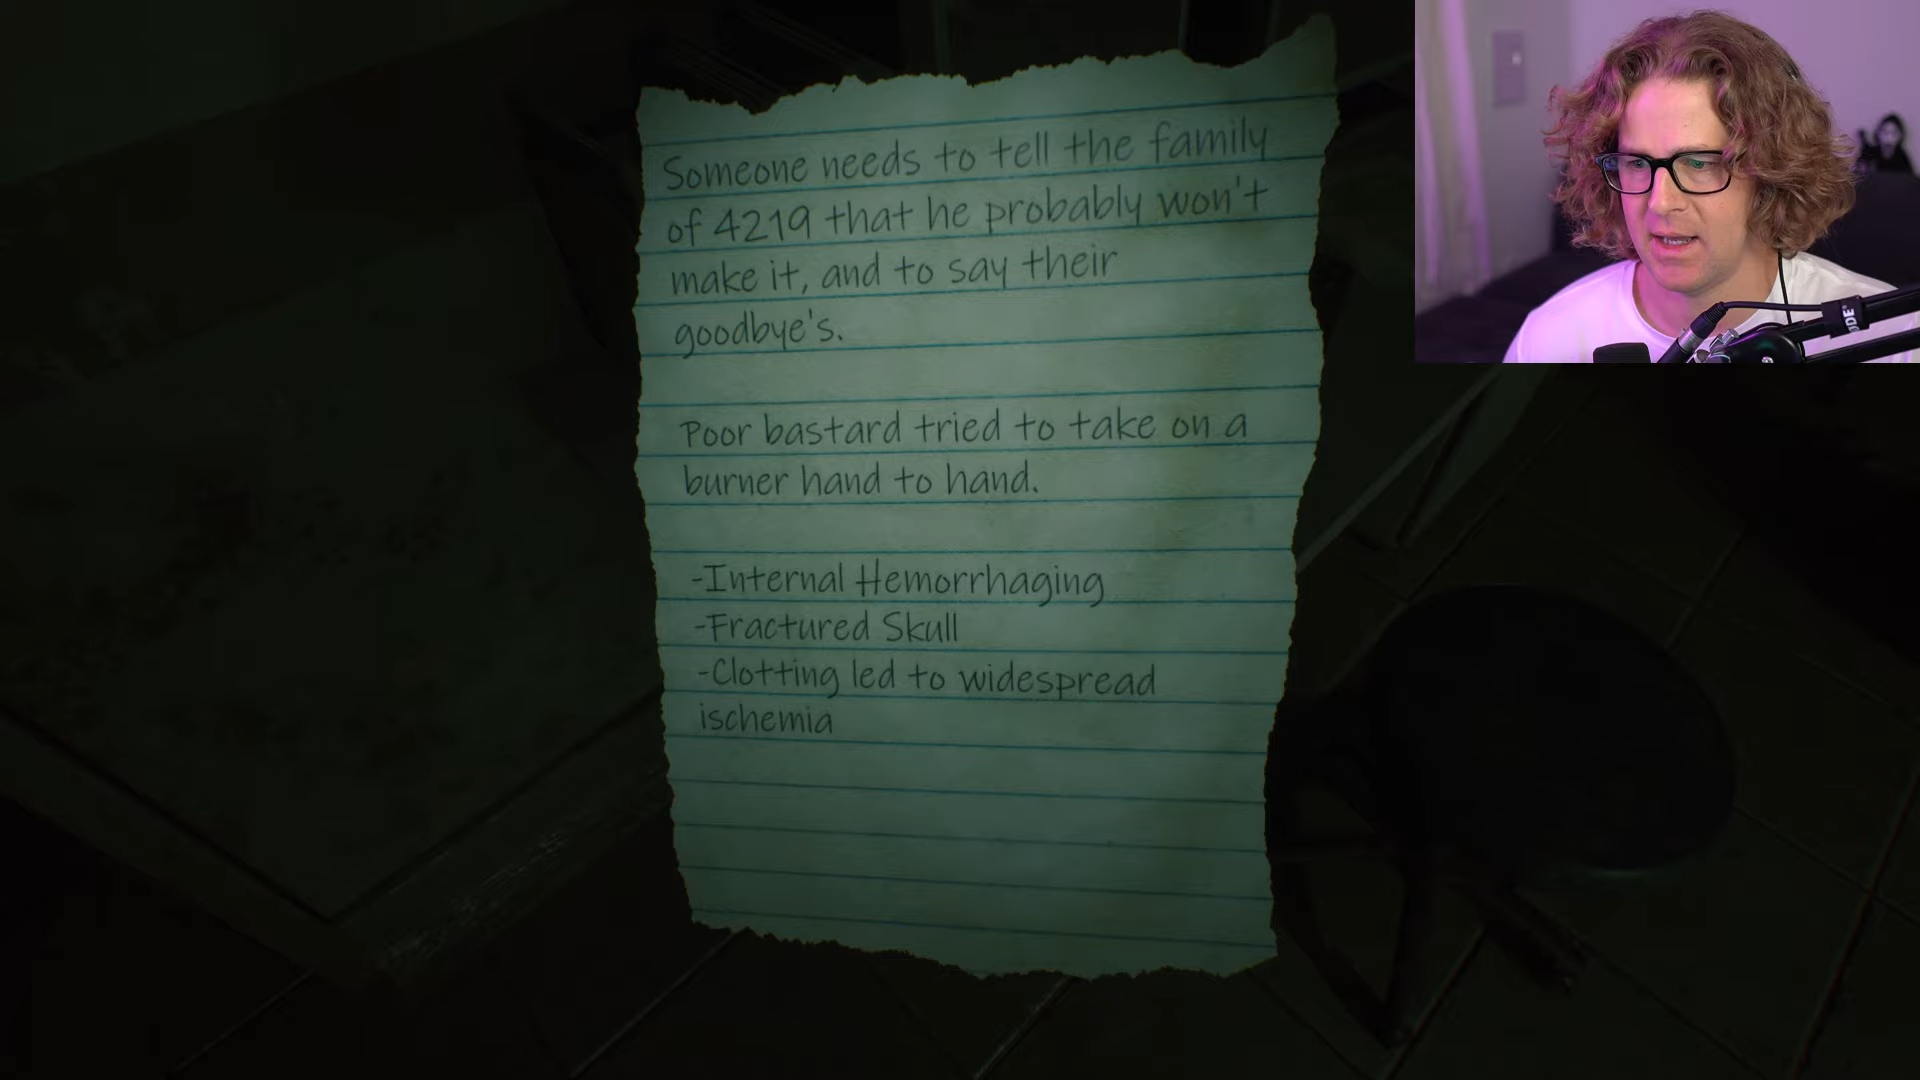 Someone needs to tell the family
of 4219 that he probably won't
make it, and to say their
goodbye's.
Poor bastard tried to take on a
burner hand to hand.
-Internal Hemorrhaging
-Fractured Skull
-Clotting led to widespread
ischemia
RODE